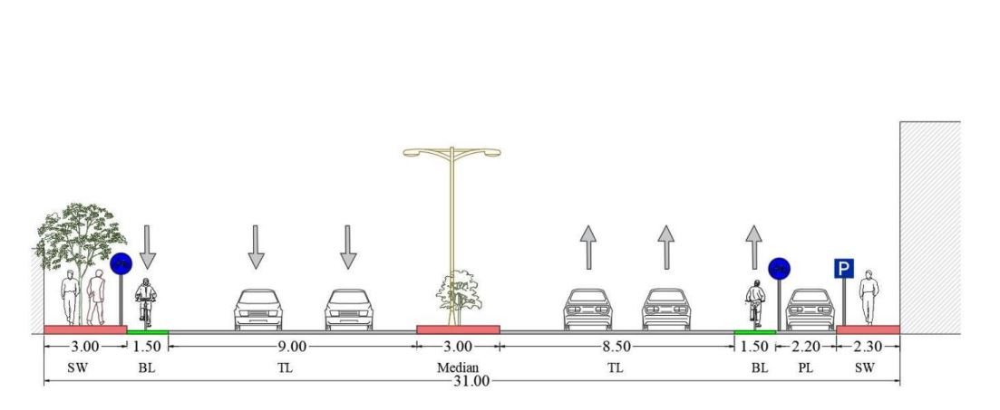 P
3.00 1.50 9.00 3.00 8.50 1.50 2.20 2.30
SW BL TL Median TL BL PL SW
31.00